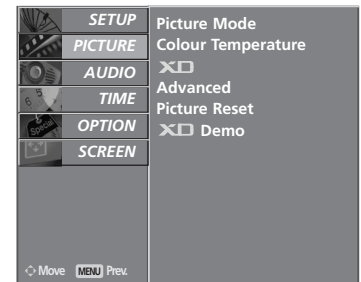 SETUP
PICTURE
AUDIO
TIME
OPTION
Special
SCREEN
Move MENU Prev.
Picture Mode
Colour Temperature
XD
Advanced
Picture Reset
XD Demo